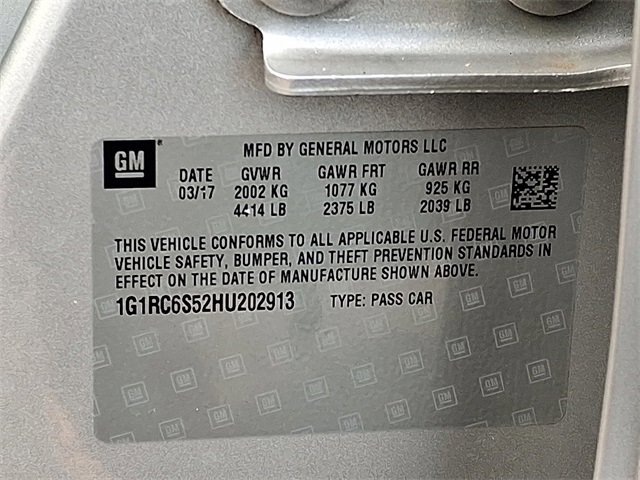 GM
MFD BY GENERAL MOTORS LLC
DATE GVWR GAWR FRT GAWR RR
03/17 2002 KG 1077 KG 925 KG
4414 LB 2375 LB 2039 LB
THIS VEHICLE CONFORMS TO ALL APPLICABLE U.S. FEDERAL MOTOR
VEHICLE SAFETY, BUMPER, AND THEFT PREVENTION STANDARDS IN
EFFECT ON THE DATE OF MANUFACTURE SHOWN ABOVE.
1G1RC6S52HU202913 TYPE: PASS CAR